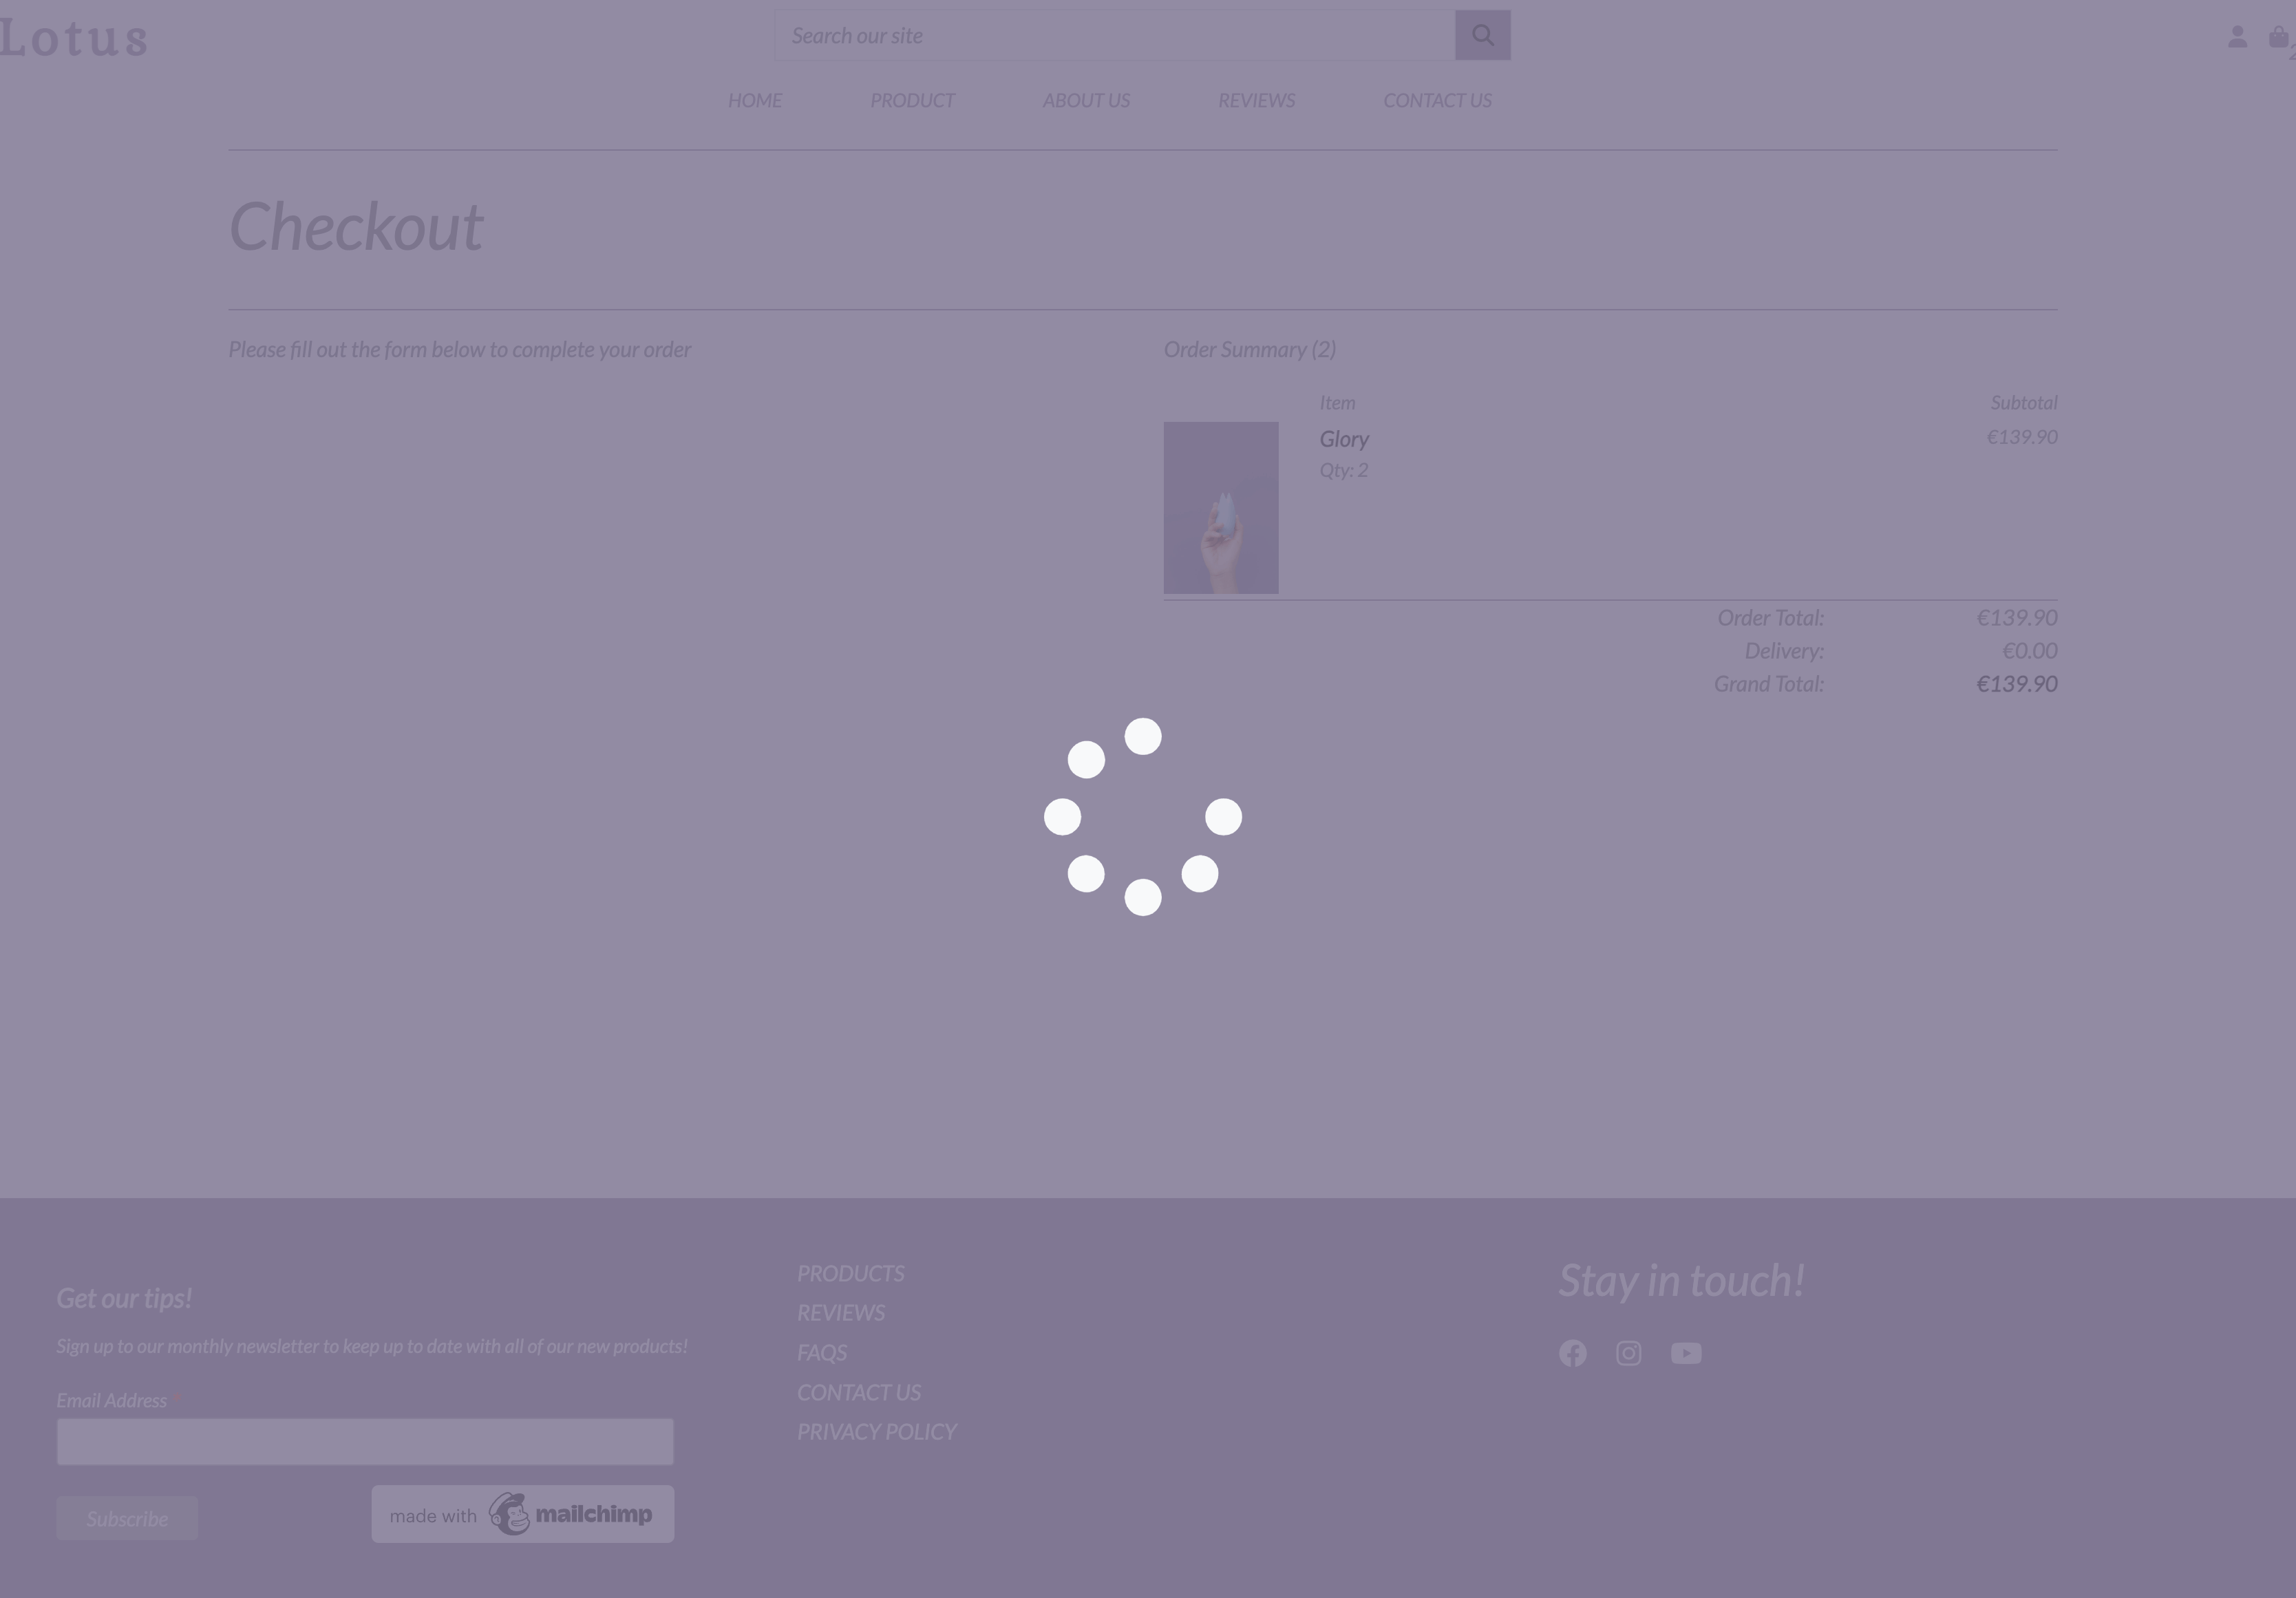 Lotus
Search our site
HOME PRODUCT ABOUT US REVIEWS CONTACT US
Checkout
Please fill out the form below to complete your order
Order Summary (2)
Item Subtotal
Glory €139.90
Qty: 2
Order Total: €139.90
Delivery: €0.00
Grand Total: €139.90
Get our tips!
Sign up to our monthly newsletter to keep up to date with all of our new products!
Email Address *
Subscribe
made with mailchimp
PRODUCTS
REVIEWS
FAQS
CONTACT US
PRIVACY POLICY
Stay in touch!